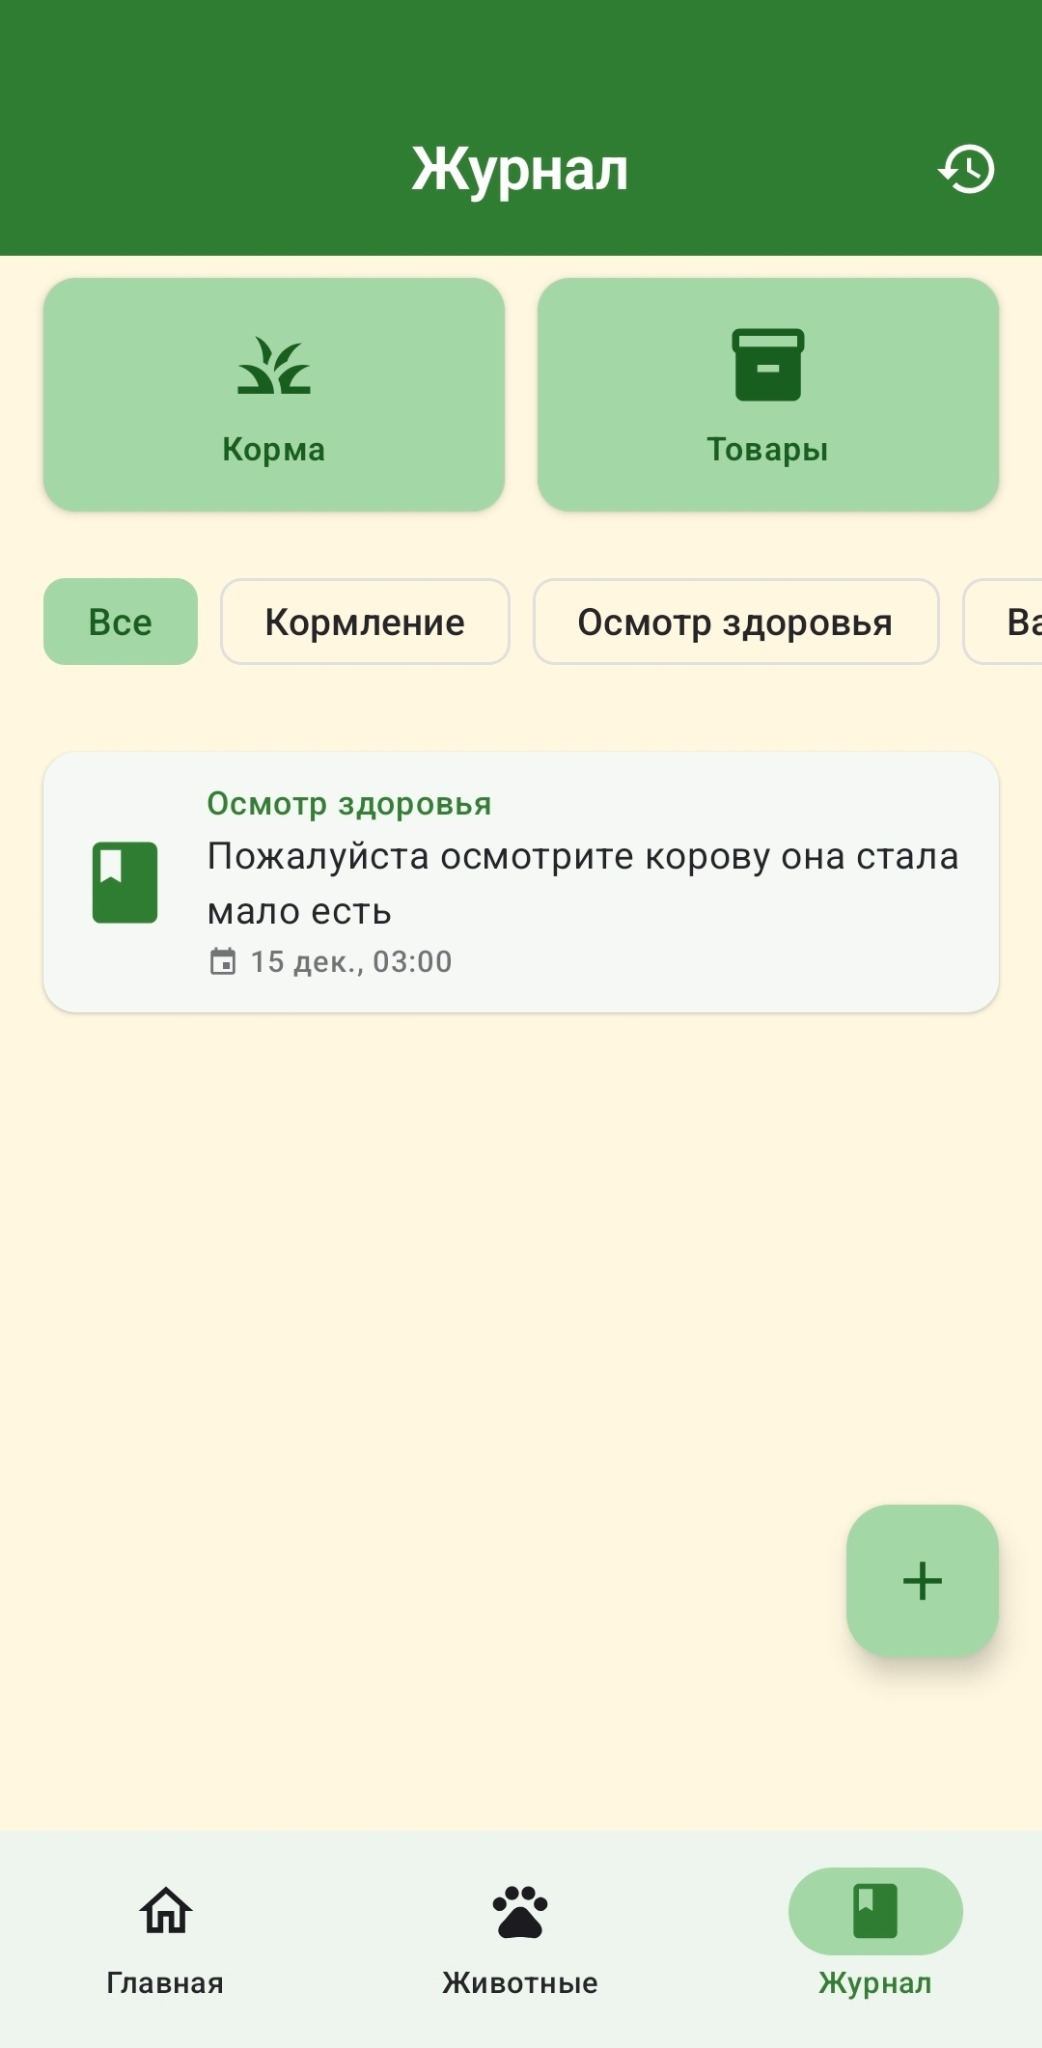 Журнал
Корма
Товары
Все
Кормление
Осмотр здоровья
Ва
Осмотр здоровья
Пожалуйста осмотрите корову она стала
мало есть
15 дек., 03:00
Главная
Животные
Журнал